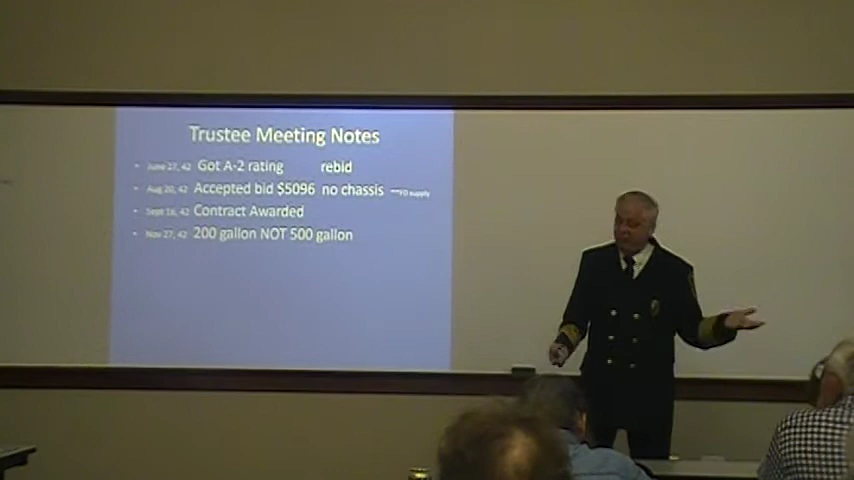 Trustee Meeting Notes
• June 27, 42 Got A-2 rating rebid
• Aug 20, 42 Accepted bid $5096 no chassis FD supply
• Sept 16, 42 Contract Awarded
• Nov 27, 42 200 gallon NOT 500 gallon